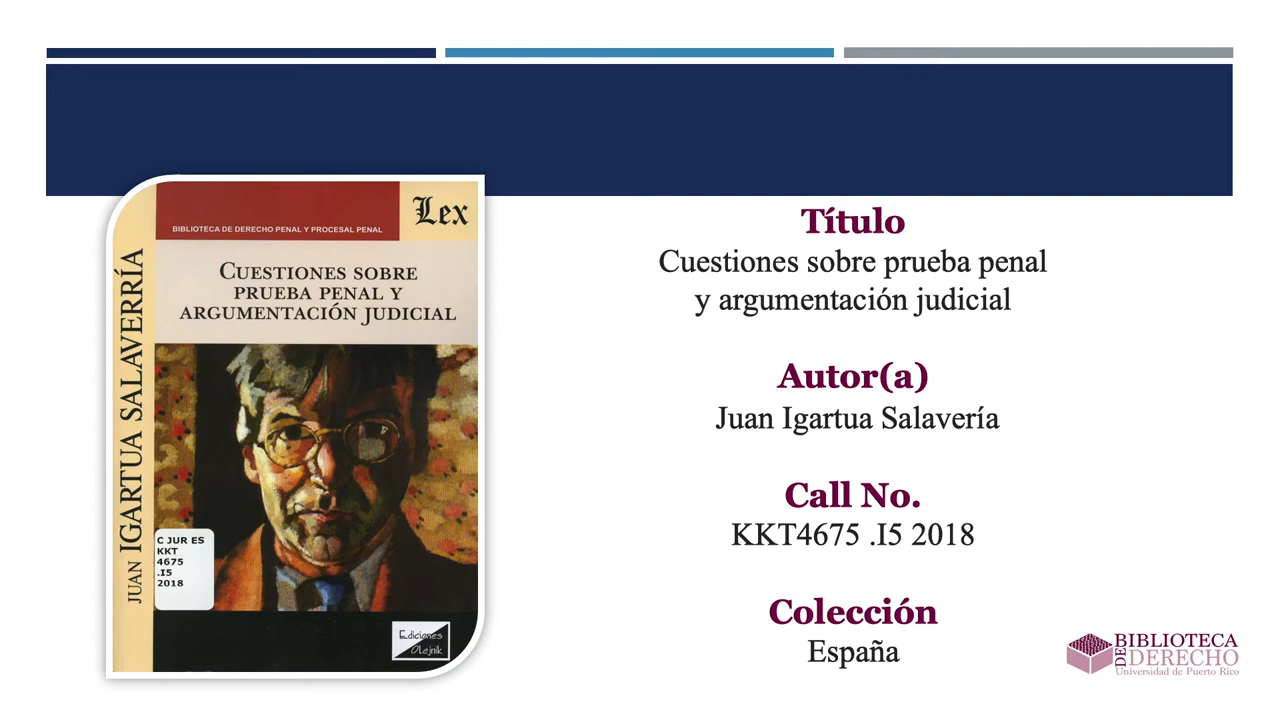 Lex
BIBLIOTECA DE DERECHO PENAL Y PROCESAL PENAL
CUESTIONES SOBRE
PRUEBA PENAL Y
ARGUMENTACIÓN JUDICIAL
JUAN IGARTUA SALAVERRÍA
C JUR ES
KKT
4675
.I5
2018
Ediciones
Olejnik
Título
Cuestiones sobre prueba penal
y argumentación judicial
Autor(a)
Juan Igartua Salavería
Call No.
KKT4675 .I5 2018
Colección
España
BIBLIOTECA
DE DERECHO
Universidad de Puerto Rico